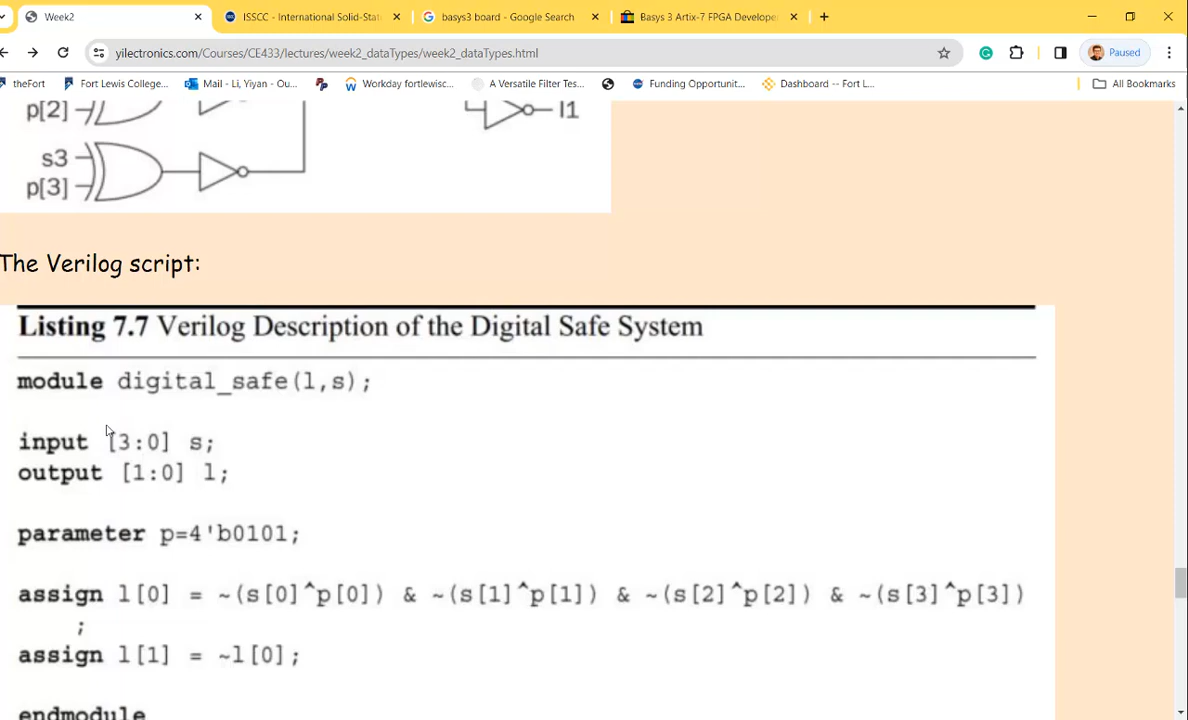 Week2
ISSCC - International Solid-Stat
basys3 board - Google Search
Basys 3 Artix-7 FPGA Develope
yilectronics.com/Courses/CE433/lectures/week2_dataTypes/week2_dataTypes.html
Paused
theFort
Fort Lewis College...
Mail - Li, Yiyan - Ou...
Workday fortlewisc...
A Versatile Filter Tes...
Funding Opportunit...
Dashboard -- Fort L...
All Bookmarks
p[2]
l1
s3
p[3]
The Verilog script:
Listing 7.7 Verilog Description of the Digital Safe System
module digital_safe(l,s);
input [3:0] s;
output [1:0] l;
parameter p=4'b0101;
assign l[0] = ~(s[0]^p[0]) & ~(s[1]^p[1]) & ~(s[2]^p[2]) & ~(s[3]^p[3])
;
assign l[1] = ~l[0];
endmodule